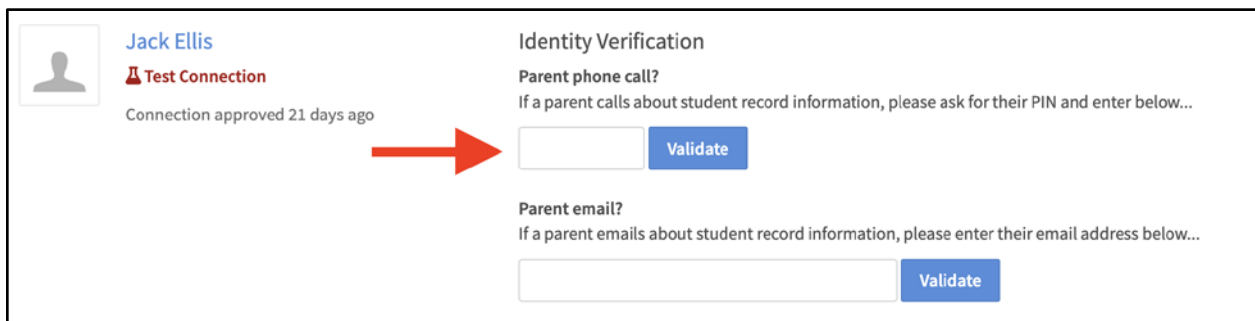 Jack Ellis
Test Connection
Connection approved 21 days ago
Identity Verification
Parent phone call?
If a parent calls about student record information, please ask for their PIN and enter below...
Validate
Parent email?
If a parent emails about student record information, please enter their email address below...
Validate